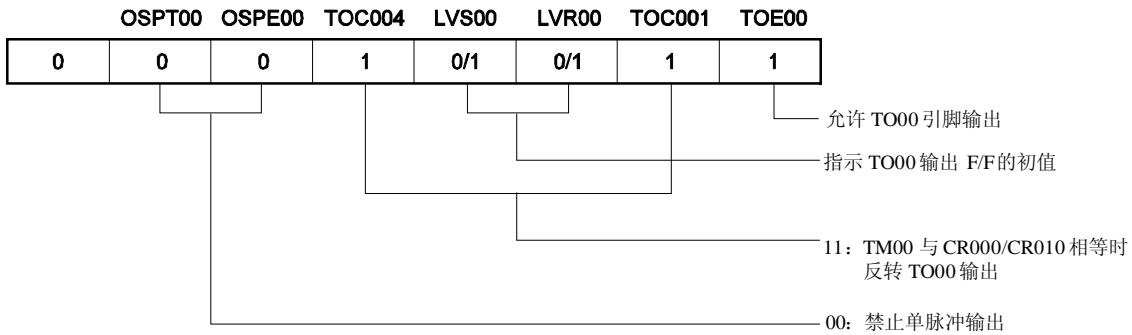 OSPT00 OSPE00 TOC004 LVS00 LVR00 TOC001 TOE00
0 0 0 1 0/1 0/1 1 1
允许 TO00 引脚输出
指示 TO00 输出 F/F 的初值
11：TM00 与 CR000/CR010 相等时
反转 TO00 输出
00：禁止单脉冲输出